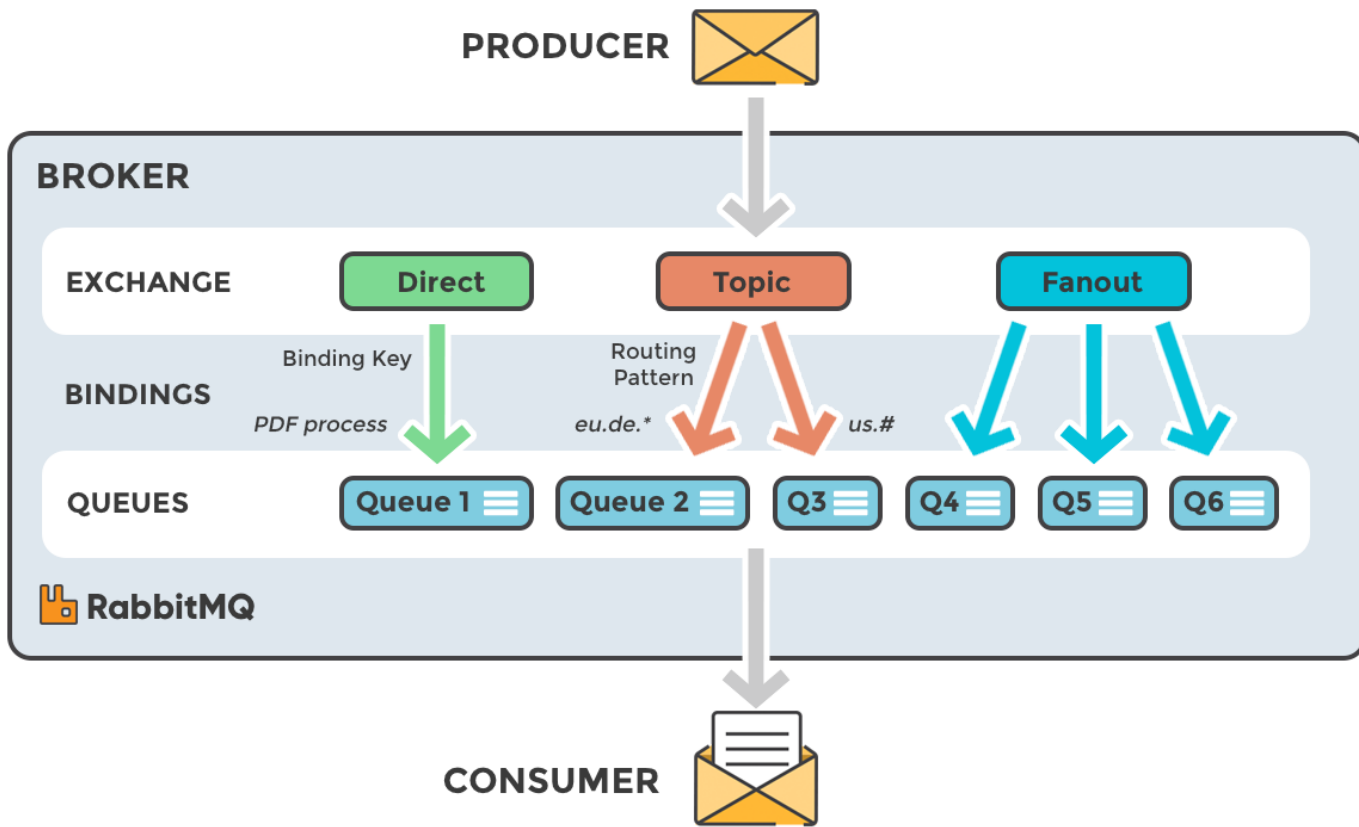 PRODUCER
BROKER
EXCHANGE
Direct
Topic
Fanout
Binding Key
Routing
Pattern
BINDINGS
PDF process
eu.de.*
us.#
QUEUES
Queue 1
Queue 2
Q3
Q4
Q5
Q6
RabbitMQ
CONSUMER